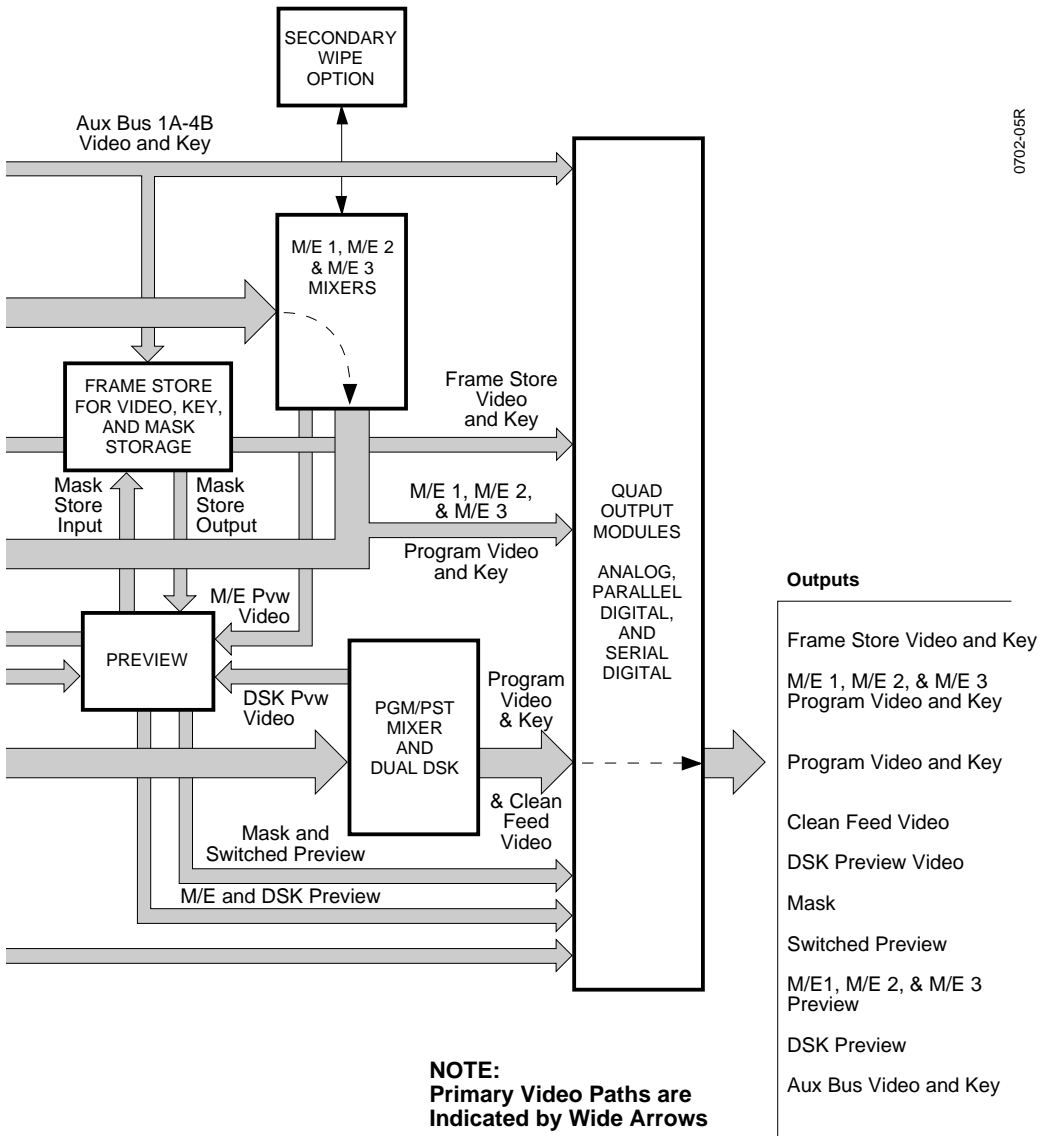 SECONDARY
WIPE
OPTION
Aux Bus 1A-4B
Video and Key
0702-05R
M/E 1, M/E 2
& M/E 3
MIXERS
FRAME STORE
FOR VIDEO, KEY,
AND MASK
STORAGE
Frame Store
Video
and Key
Mask
Store
Input
Mask
Store
Output
M/E 1, M/E 2,
& M/E 3
Program Video
and Key
QUAD
OUTPUT
MODULES
ANALOG,
PARALLEL
DIGITAL,
AND
SERIAL
DIGITAL
M/E Pvw
Video
PREVIEW
DSK Pvw
Video
PGM/PST
MIXER
AND
DUAL DSK
Program
Video
& Key
& Clean
Feed
Video
Mask and
Switched Preview
M/E and DSK Preview
Outputs
Frame Store Video and Key
M/E 1, M/E 2, & M/E 3
Program Video and Key
Program Video and Key
Clean Feed Video
DSK Preview Video
Mask
Switched Preview
M/E1, M/E 2, & M/E 3
Preview
DSK Preview
Aux Bus Video and Key
NOTE:
Primary Video Paths are
Indicated by Wide Arrows